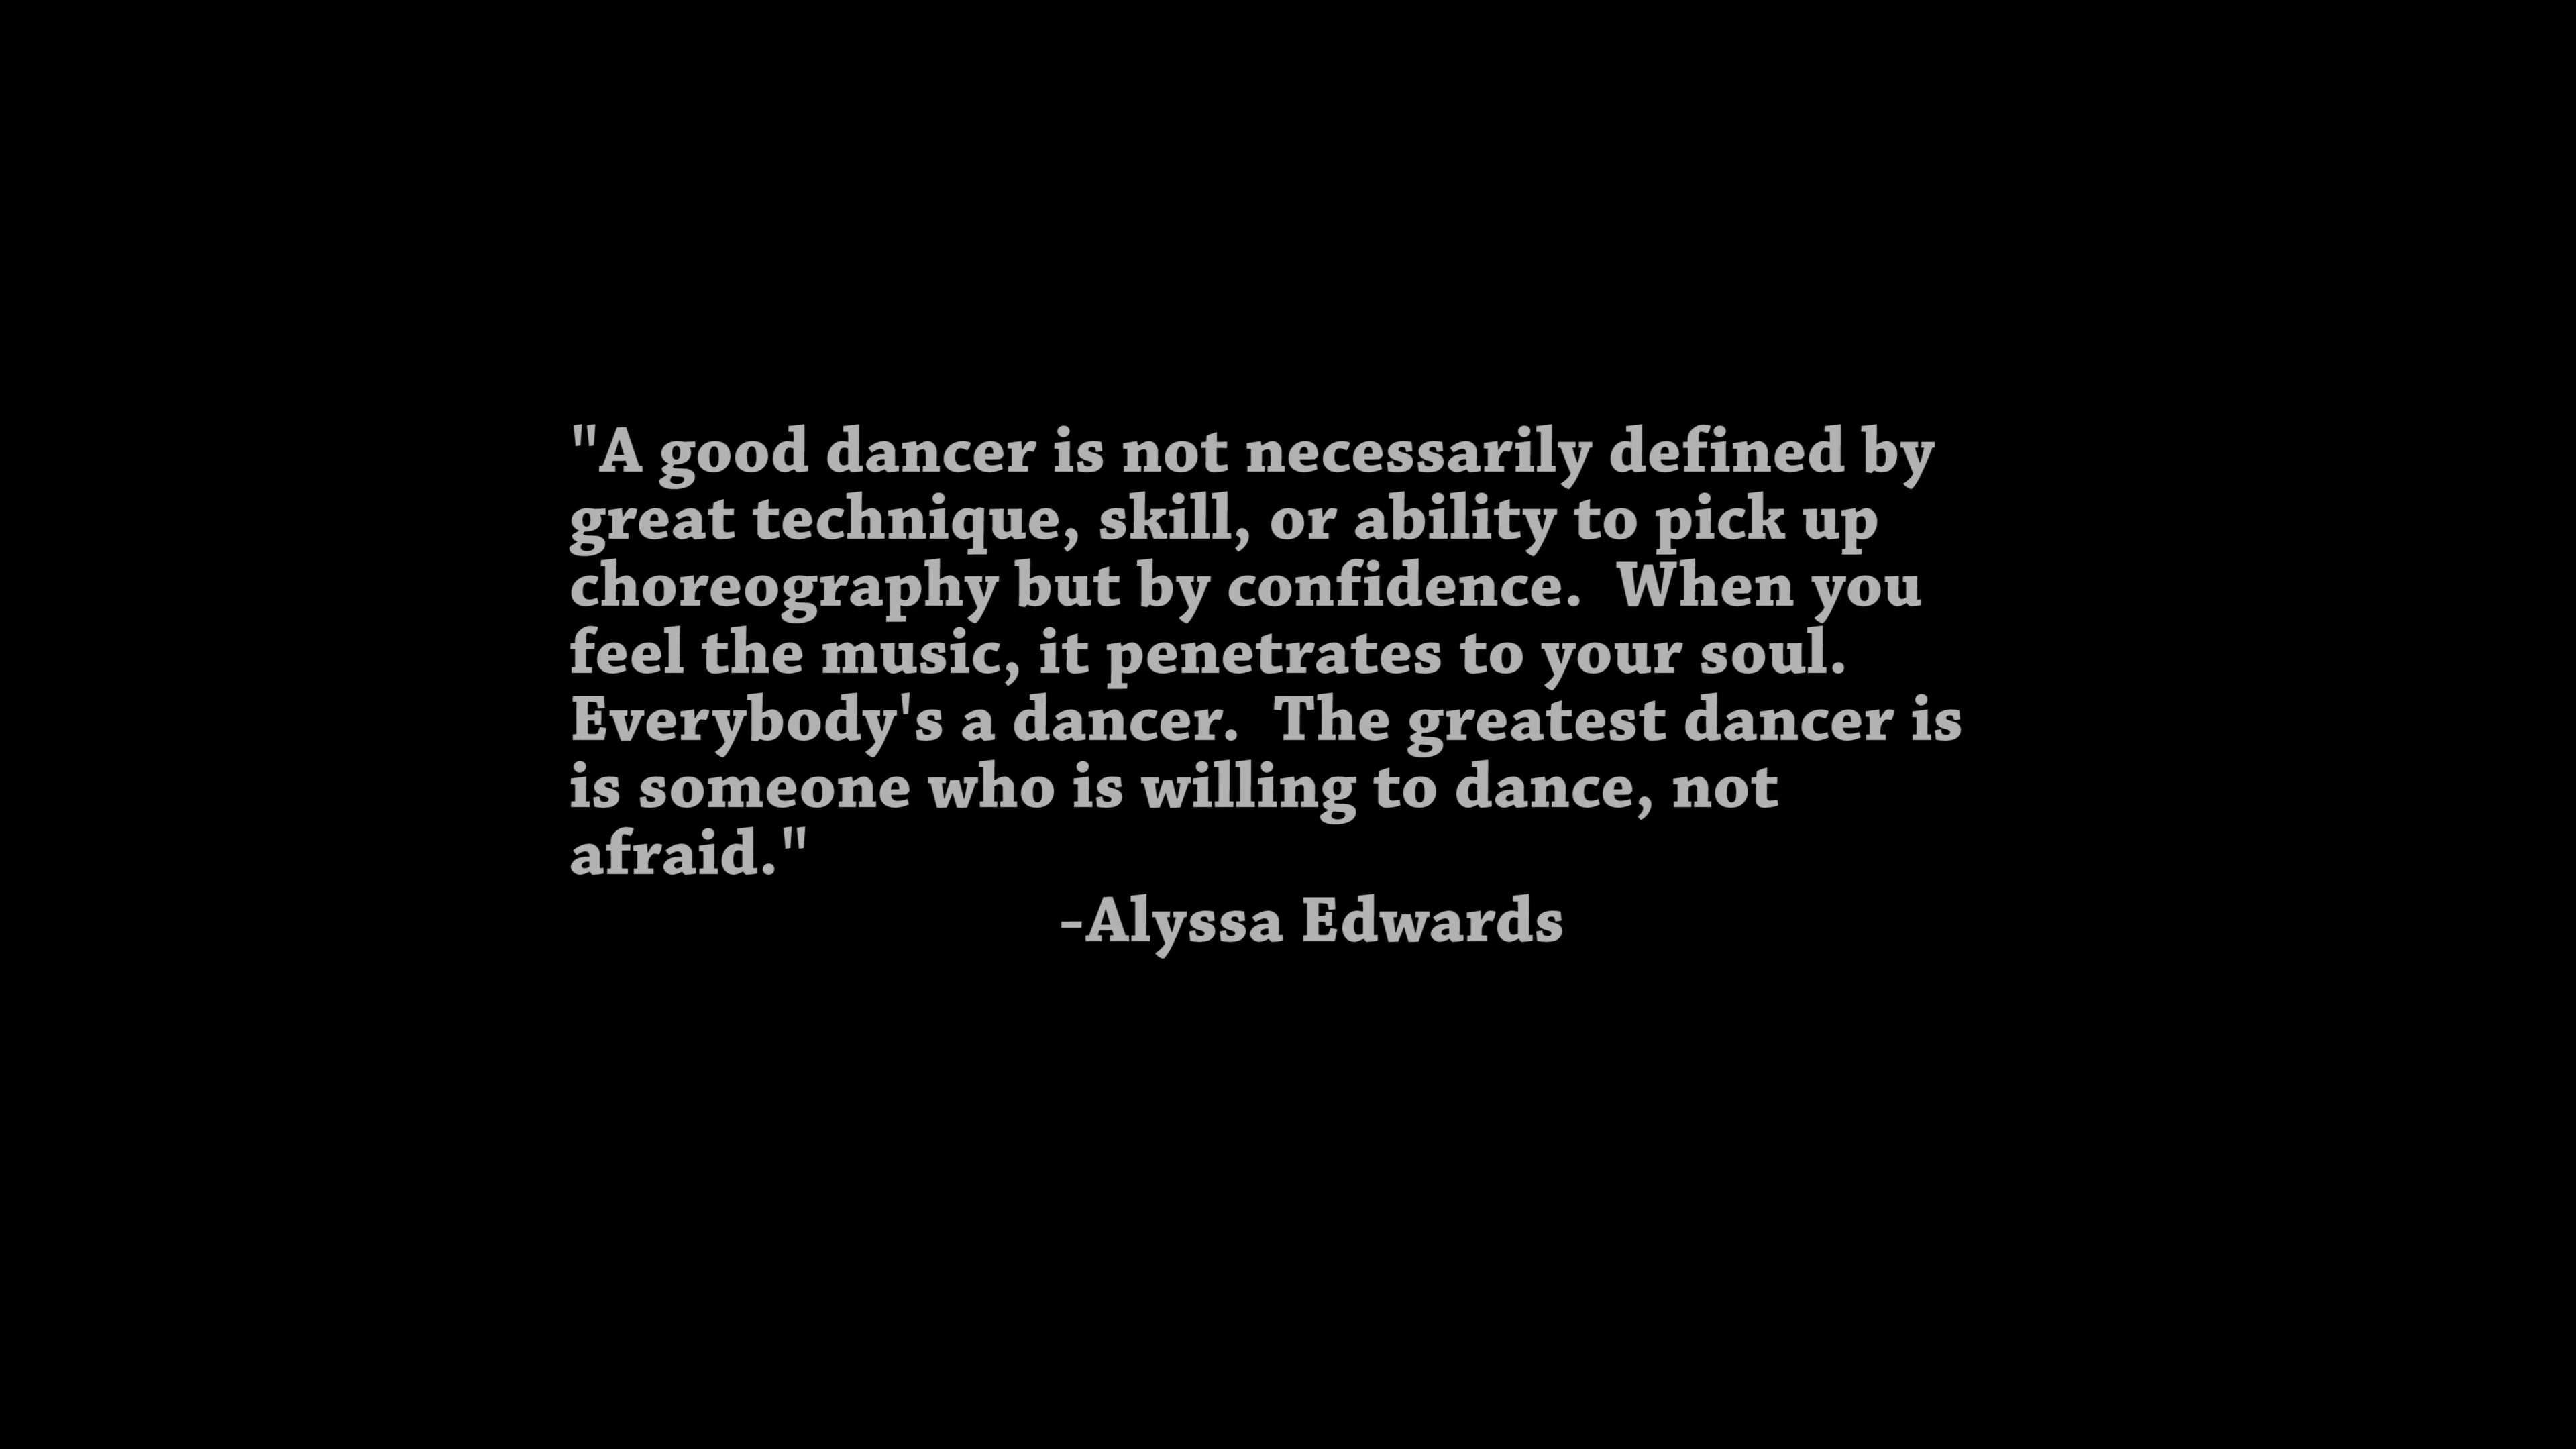 "A good dancer is not necessarily defined by
great technique, skill, or ability to pick up
choreography but by confidence.  When you
feel the music, it penetrates to your soul.
Everybody's a dancer.  The greatest dancer is
is someone who is willing to dance, not
afraid."
–Alyssa Edwards